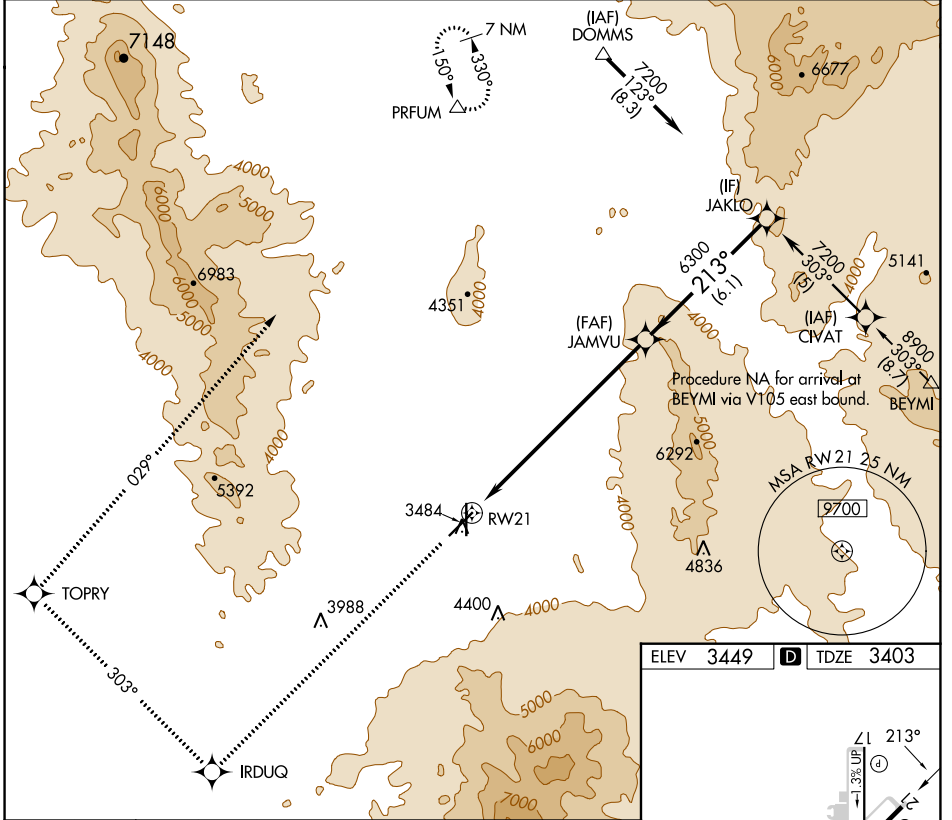 7148
7 NM
330°
150°
PRFUM
(IAF)
DOMMS
7200
123°
(8.3)
6000
6677
4000
5000
6000
6983
6000
5000
4000
4351
4000
(IF)
JAKLO
6300
213°
(6.1)
7200
303°
(5)
4000
5141
(IAF)
CIVAT
8900
303°
(8.7)
BEYMI
(FAF)
JAMVU
4000
Procedure NA for arrival at
BEYMI via V105 east bound.
5000
6292
4000
029°
4000
5392
3484
RW21
MSA RW21 25 NM
9700
4836
TOPRY
3988
4400
4000
303°
IRDUQ
5000
6000
7000
ELEV 3449 D TDZE 3403
17
213°
P
1.3% UP
21